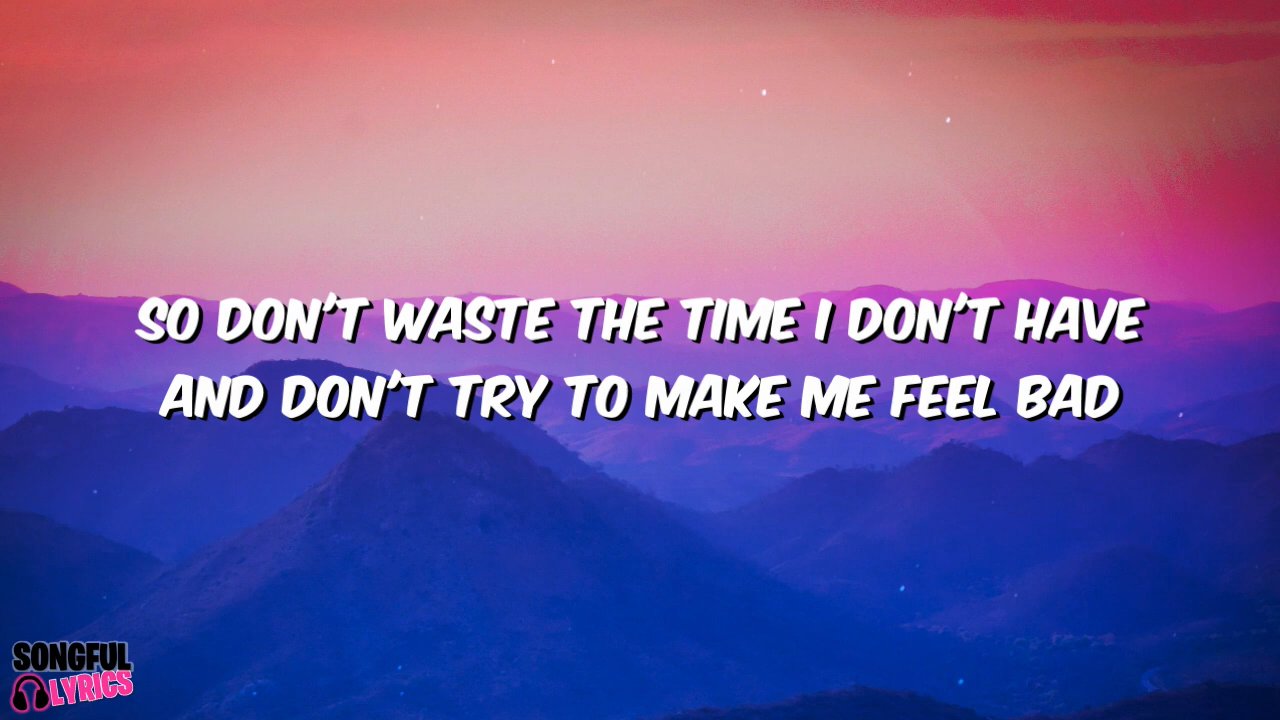 SO DON'T WASTE THE TIME I DON'T HAVE
AND DON'T TRY TO MAKE ME FEEL BAD
SONGFUL
LYRICS